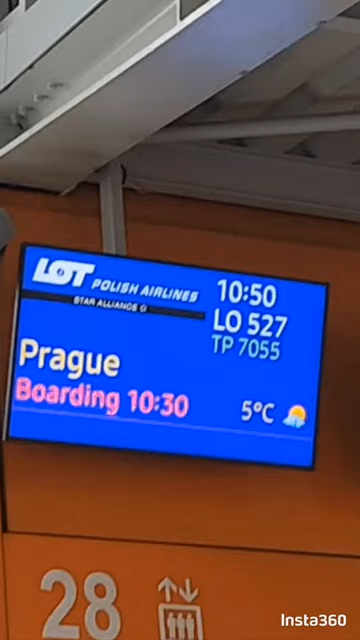 LOT POLISH AIRLINES
STAR ALLIANCE
10:50
LO 527
TP 7055
Prague
Boarding 10:30
5°C
28
Insta360